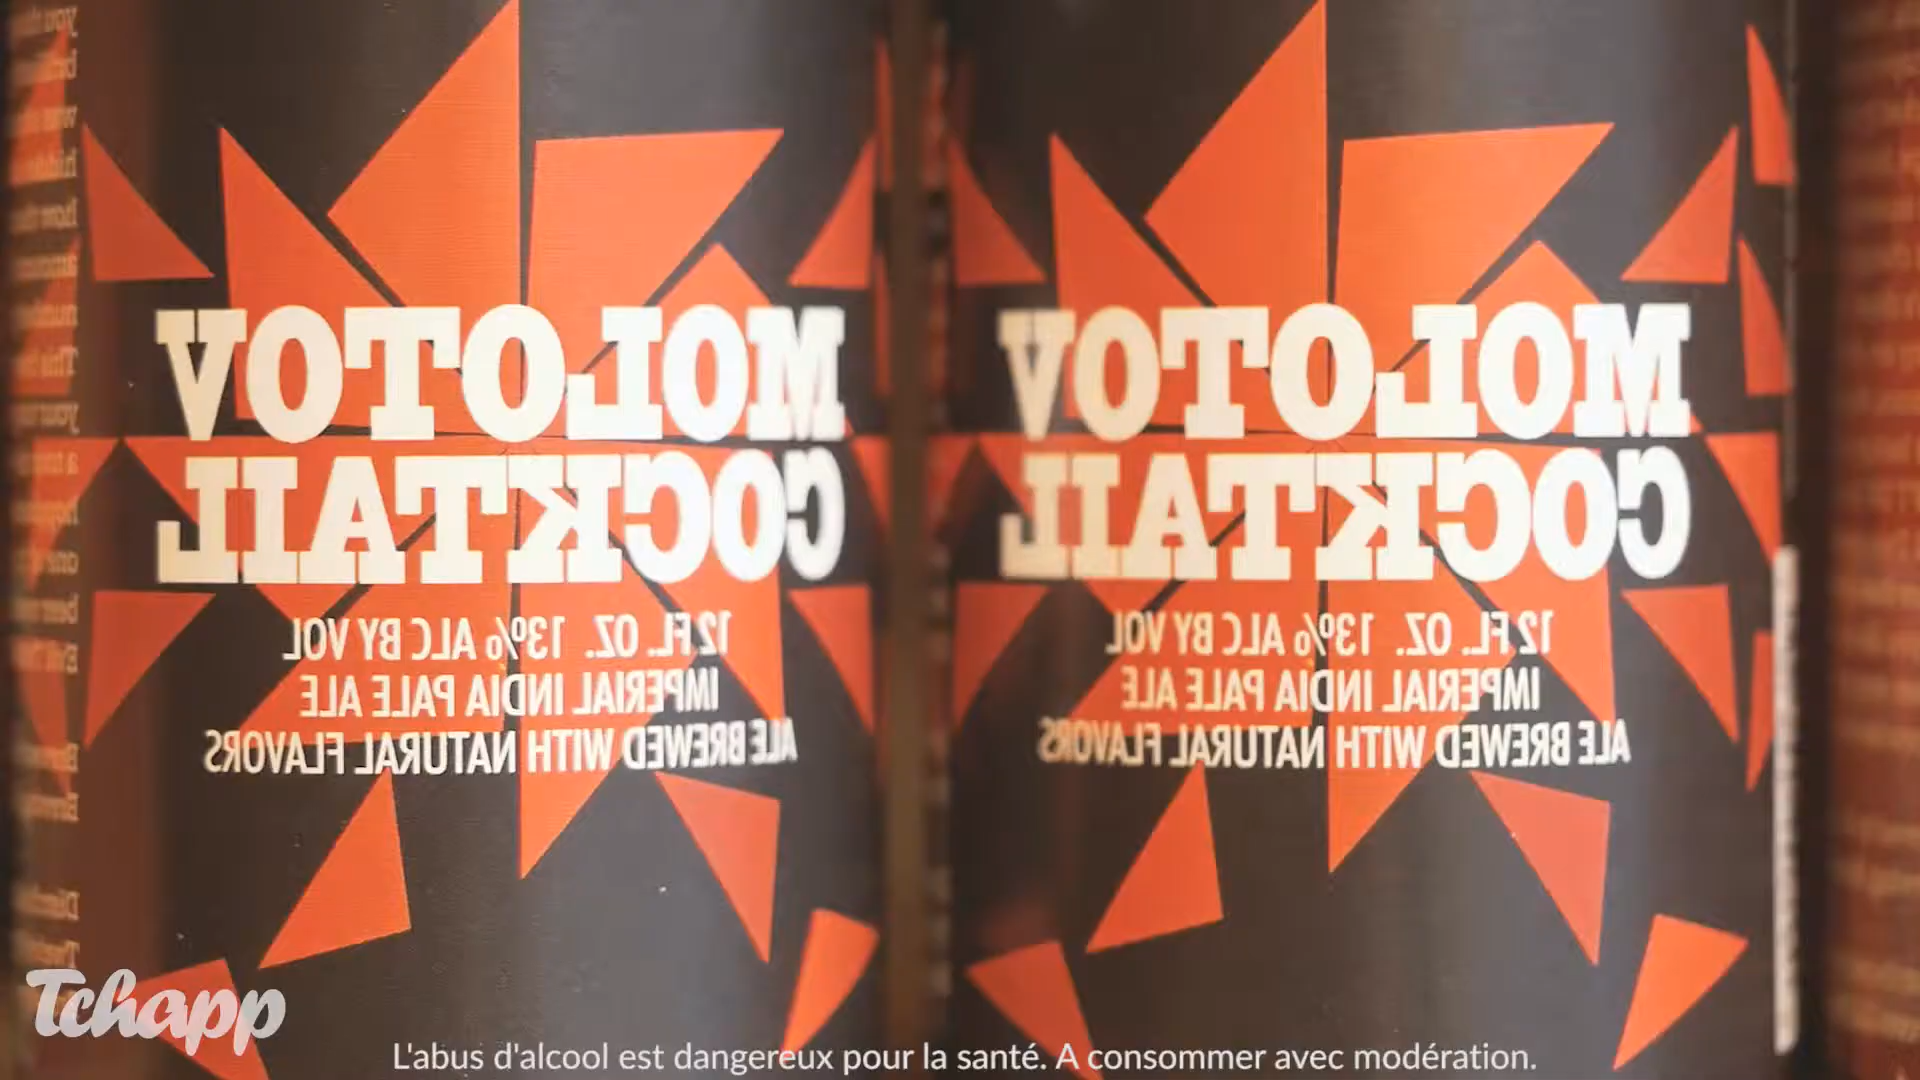 MOLOTOV
COCKTAIL
12 FL. OZ. 13% ALC BY VOL
IMPERIAL INDIA PALE ALE
ALE BREWED WITH NATURAL FLAVORS
MOLOTOV
COCKTAIL
12 FL. OZ. 13% ALC BY VOL
IMPERIAL INDIA PALE ALE
ALE BREWED WITH NATURAL FLAVORS
Tchapp
L'abus d'alcool est dangereux pour la santé. A consommer avec modération.